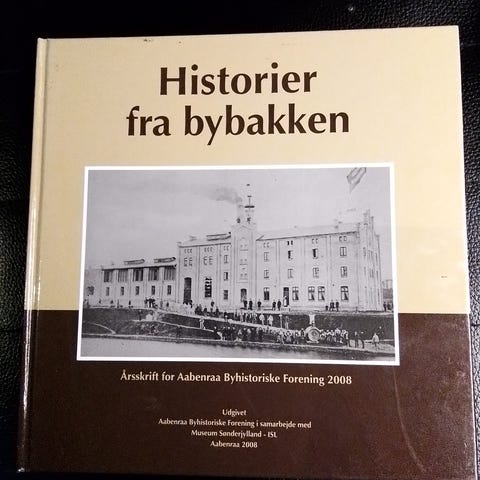 Historier
fra bybakken
Årsskrift for Aabenraa Byhistoriske Forening 2008
Udgivet
Aabenraa Byhistoriske Forening i samarbejde med
Museum Sønderjylland - ISL
Aabenraa 2008